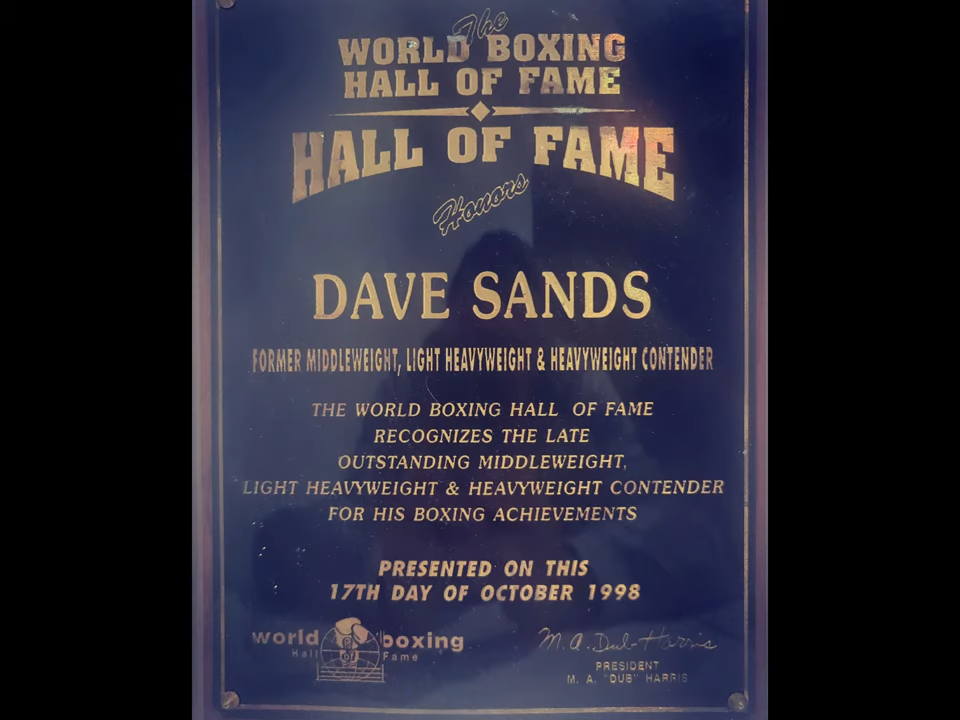 The
WORLD BOXING
HALL OF FAME
HALL OF FAME
Honors
DAVE SANDS
FORMER MIDDLEWEIGHT, LIGHT HEAVYWEIGHT & HEAVYWEIGHT CONTENDER
THE WORLD BOXING HALL OF FAME
RECOGNIZES THE LATE
OUTSTANDING MIDDLEWEIGHT,
LIGHT HEAVYWEIGHT & HEAVYWEIGHT CONTENDER
FOR HIS BOXING ACHIEVEMENTS
PRESENTED ON THIS
17TH DAY OF OCTOBER 1998
world boxing
Hall of Fame
M. A. Dub Harris
PRESIDENT
M. A. "DUB" HARRIS